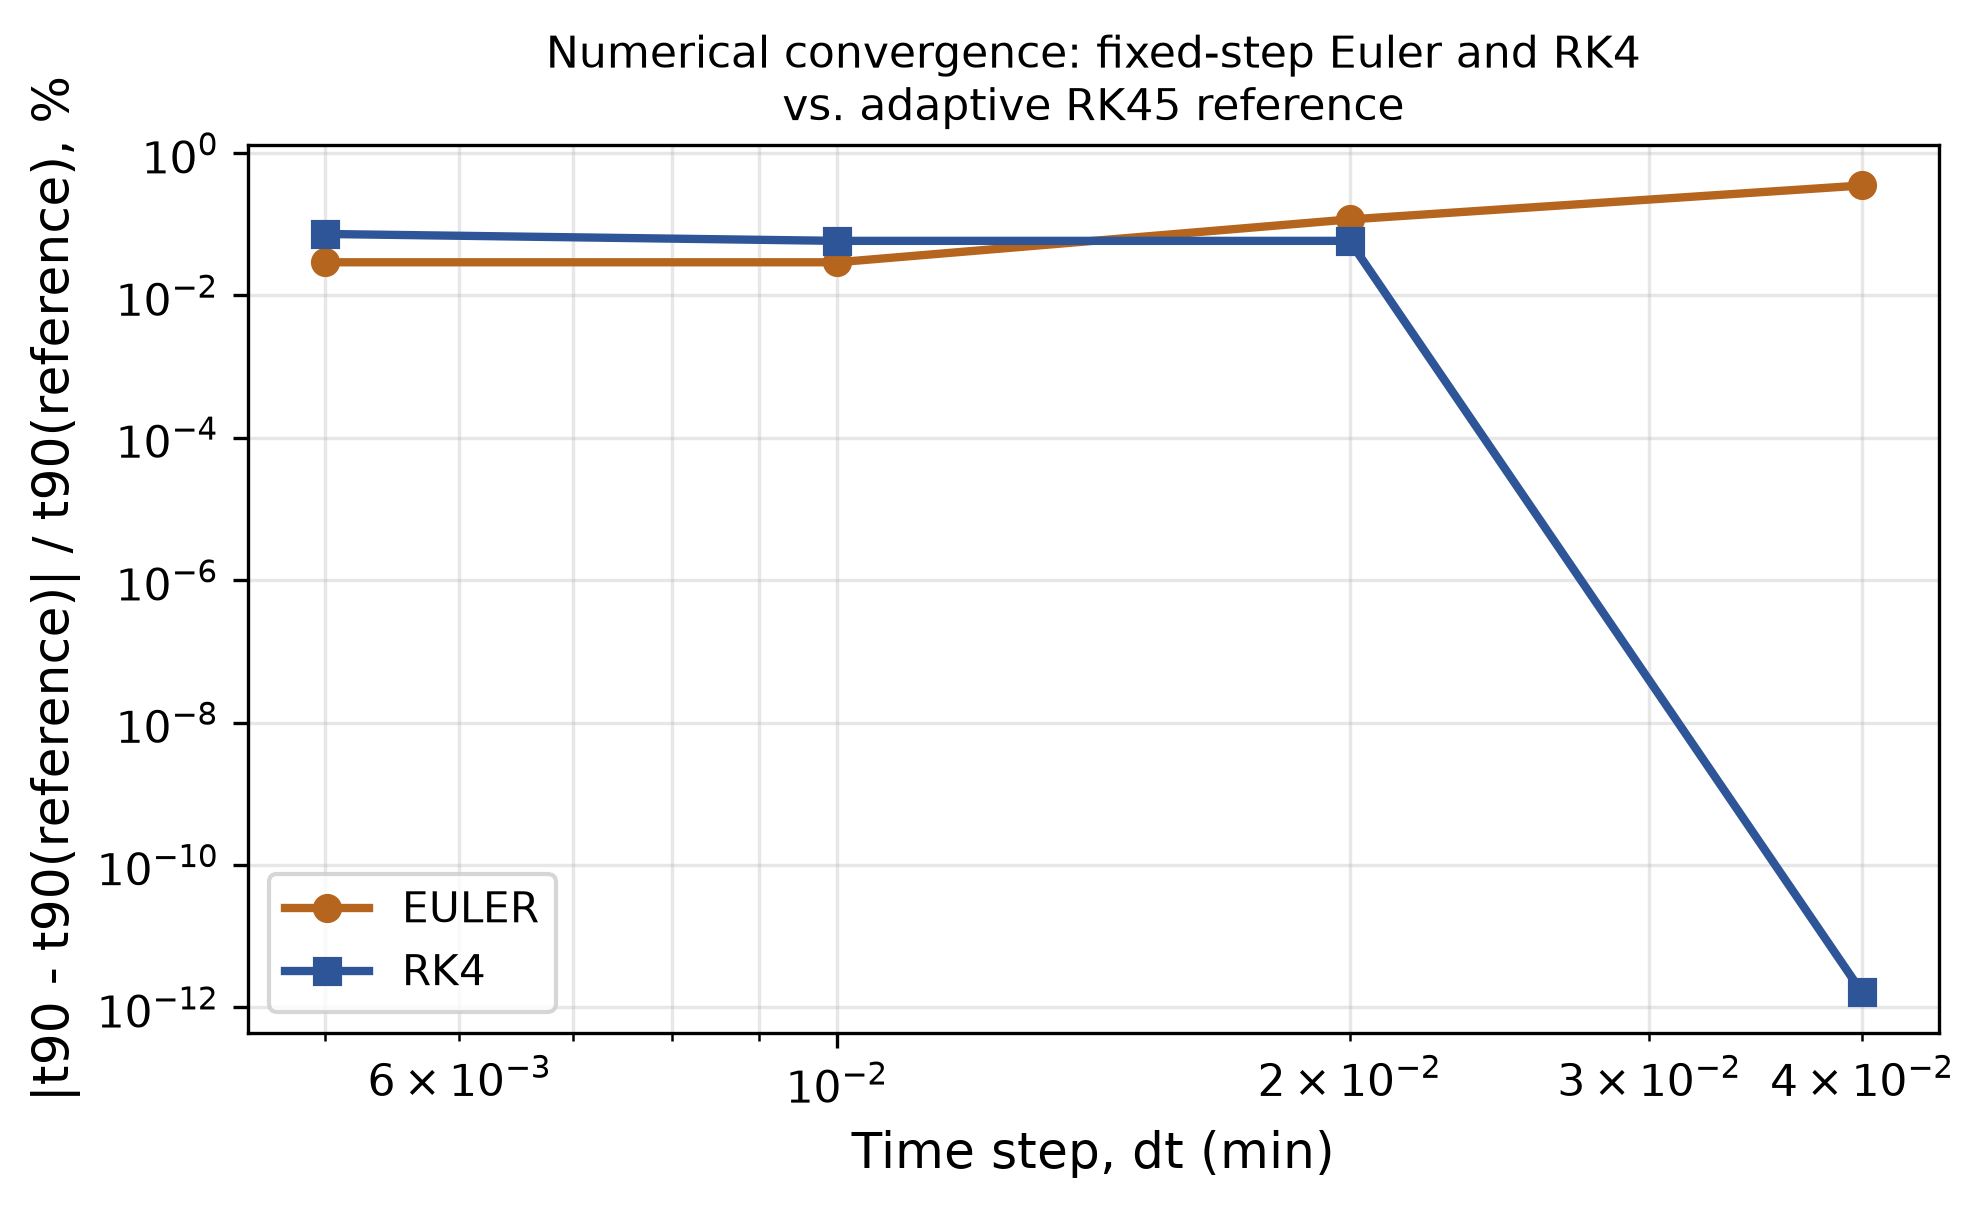 Numerical convergence: fixed-step Euler and RK4
vs. adaptive RK45 reference
|t90 - t90(reference)| / t90(reference), %
10⁰
10⁻²
10⁻⁴
10⁻⁶
10⁻⁸
10⁻¹⁰
10⁻¹²
EULER
RK4
6 × 10⁻³
10⁻²
2 × 10⁻²
3 × 10⁻²
4 × 10⁻²
Time step, dt (min)